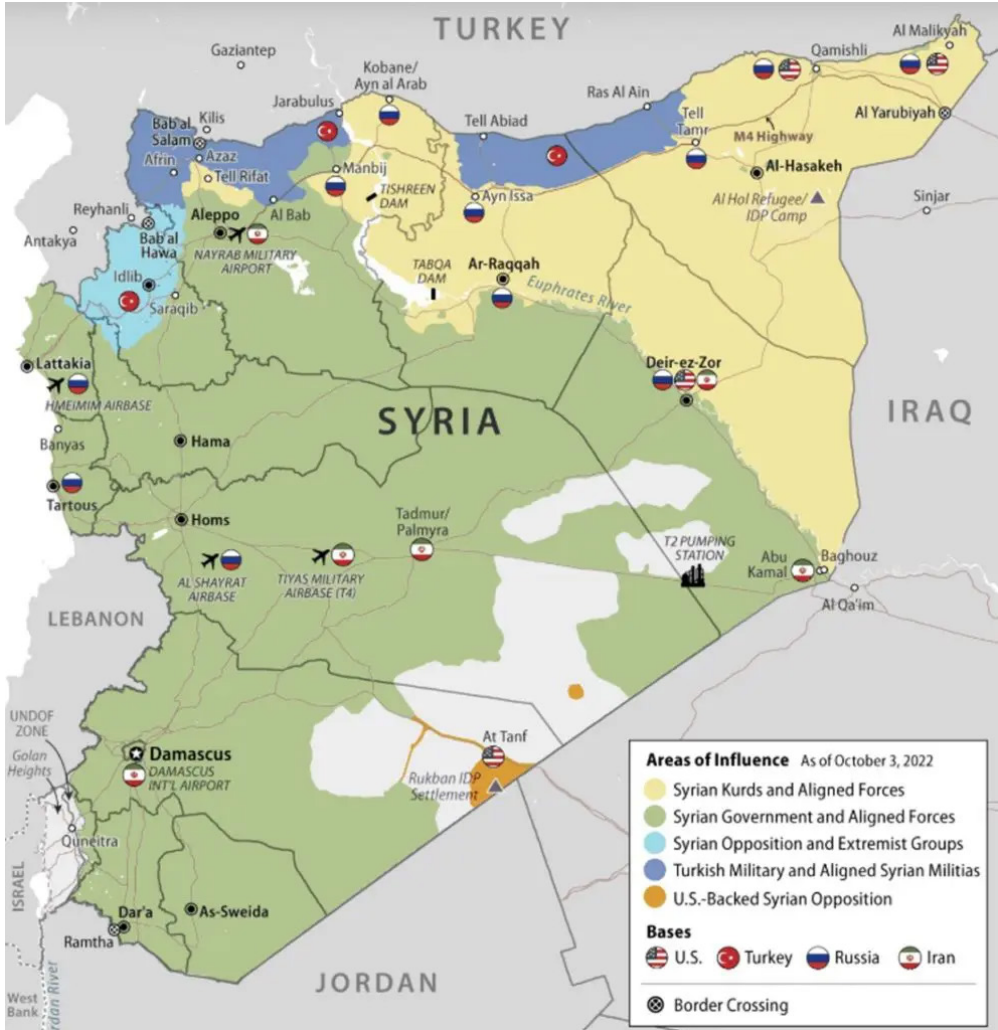 TURKEY
Al Malikyah
Gaziantep
Qamishli
Kobane/
Ayn al Arab
Jarabulus
Ras Al Ain
Kilis
Bab al
Salam
Tell Abiad
Tell
Tamr
Al Yarubiyah
M4 Highway
Afrin
Azaz
Tell Rifat
Manbij
Al-Hasakeh
TISHREEN
DAM
Ayn Issa
Al Hol Refugee/
IDP Camp
Sinjar
Reyhanli
Aleppo
Al Bab
Antakya
Bab al
Hawa
NAYRAB MILITARY
AIRPORT
TABQA
DAM
Ar-Raqqah
Idlib
Euphrates River
Saraqib
Lattakia
Deir-ez-Zor
HMEIMIM AIRBASE
SYRIA
IRAQ
Banyas
Hama
Tartous
Homs
Tadmur/
Palmyra
T2 PUMPING
STATION
AL SHAYRAT
AIRBASE
TIYAS MILITARY
AIRBASE (T4)
Abu
Kamal
Baghouz
Al Qa'im
LEBANON
UNDOF
ZONE
Golan
Heights
At Tanf
Damascus
DAMASCUS
INT'L AIRPORT
Rukban IDP
Settlement
Quneitra
ISRAEL
Dar'a
As-Sweida
Ramtha
JORDAN
West
Bank
rdan River
Areas of Influence As of October 3, 2022
Syrian Kurds and Aligned Forces
Syrian Government and Aligned Forces
Syrian Opposition and Extremist Groups
Turkish Military and Aligned Syrian Militias
U.S.-Backed Syrian Opposition
Bases
U.S. Turkey Russia Iran
Border Crossing